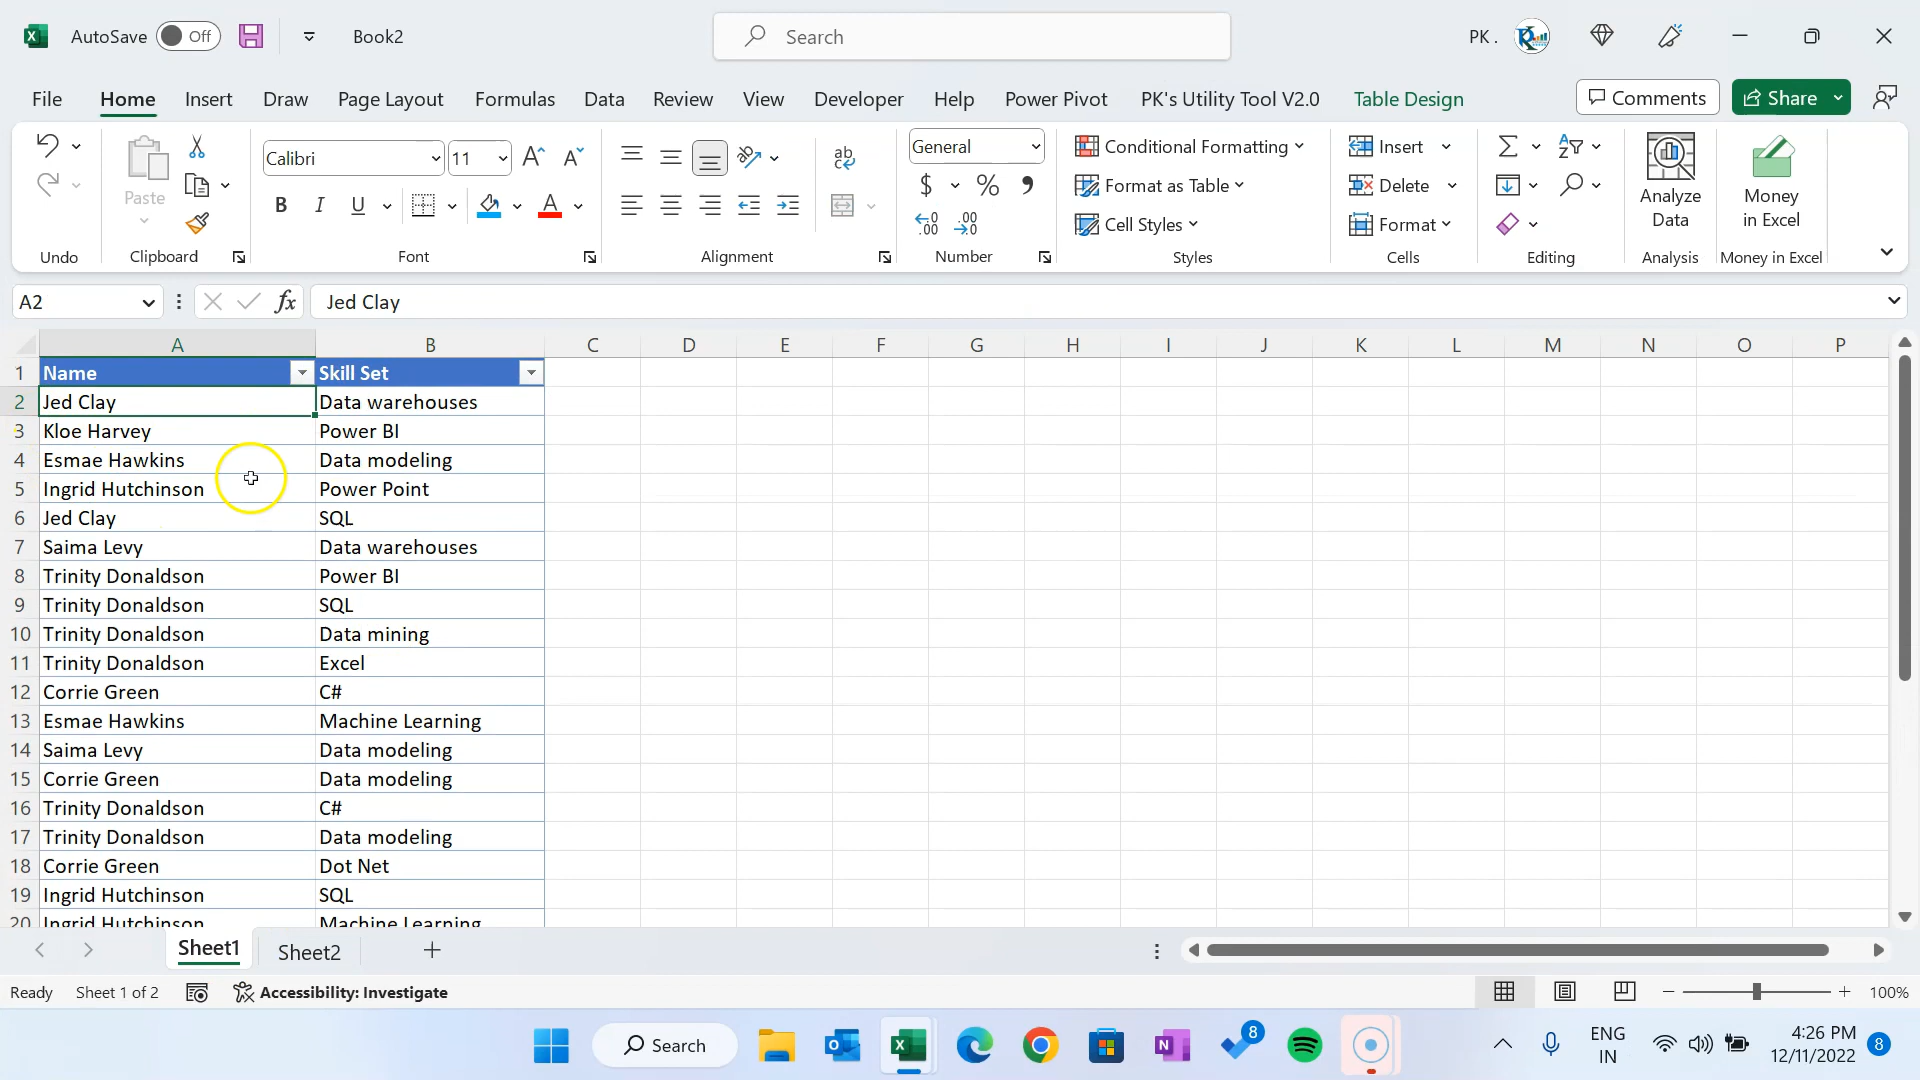 AutoSave Off Book2 Search PK .
File Home Insert Draw Page Layout Formulas Data Review View Developer Help Power Pivot PK's Utility Tool V2.0 Table Design Comments Share
Paste Calibri 11 B I U A ab General $ % Conditional Formatting Format as Table Cell Styles Insert Delete Format Analyze Data Money in Excel
Undo Clipboard Font Alignment Number Styles Cells Editing Analysis Money in Excel
A2 fx Jed Clay
A B C D E F G H I J K L M N O P
1 Name Skill Set
2 Jed Clay Data warehouses
3 Kloe Harvey Power BI
4 Esmae Hawkins Data modeling
5 Ingrid Hutchinson Power Point
6 Jed Clay SQL
7 Saima Levy Data warehouses
8 Trinity Donaldson Power BI
9 Trinity Donaldson SQL
10 Trinity Donaldson Data mining
11 Trinity Donaldson Excel
12 Corrie Green C#
13 Esmae Hawkins Machine Learning
14 Saima Levy Data modeling
15 Corrie Green Data modeling
16 Trinity Donaldson C#
17 Trinity Donaldson Data modeling
18 Corrie Green Dot Net
19 Ingrid Hutchinson SQL
20 Ingrid Hutchinson Machine Learning
Sheet1 Sheet2
Ready Sheet 1 of 2 Accessibility: Investigate 100%
Search 8 ENG 4:26 PM
IN 12/11/2022 8